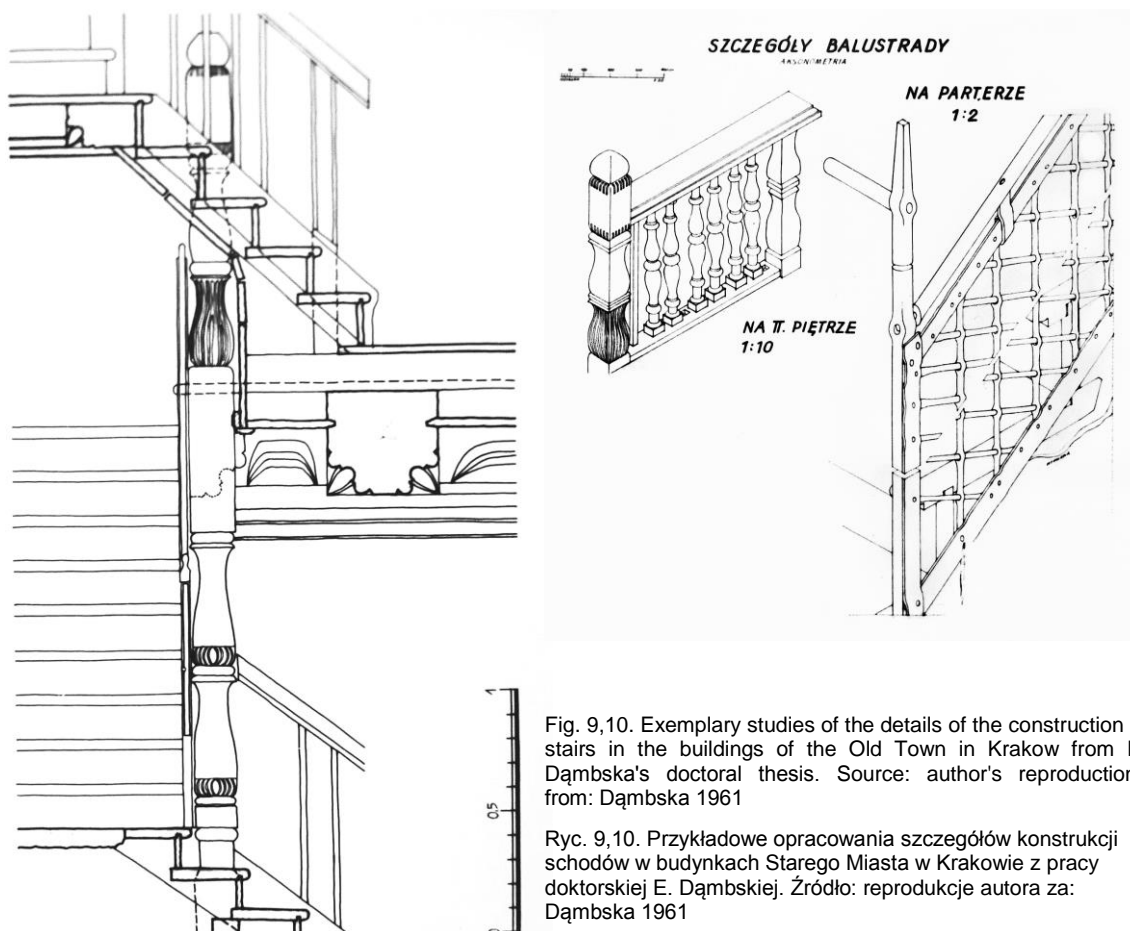 SZCZEGÓŁY BALUSTRADY
AKSONOMETRIA
NA PARTERZE
1:2
NA II. PIĘTRZE
1:10
1
0.5
Fig. 9,10. Exemplary studies of the details of the construction
stairs in the buildings of the Old Town in Krakow from
Dąmbska's doctoral thesis. Source: author's reproduction
from: Dąmbska 1961
Ryc. 9,10. Przykładowe opracowania szczegółów konstrukcji
schodów w budynkach Starego Miasta w Krakowie z pracy
doktorskiej E. Dąmbskiej. Źródło: reprodukcje autora za:
Dąmbska 1961